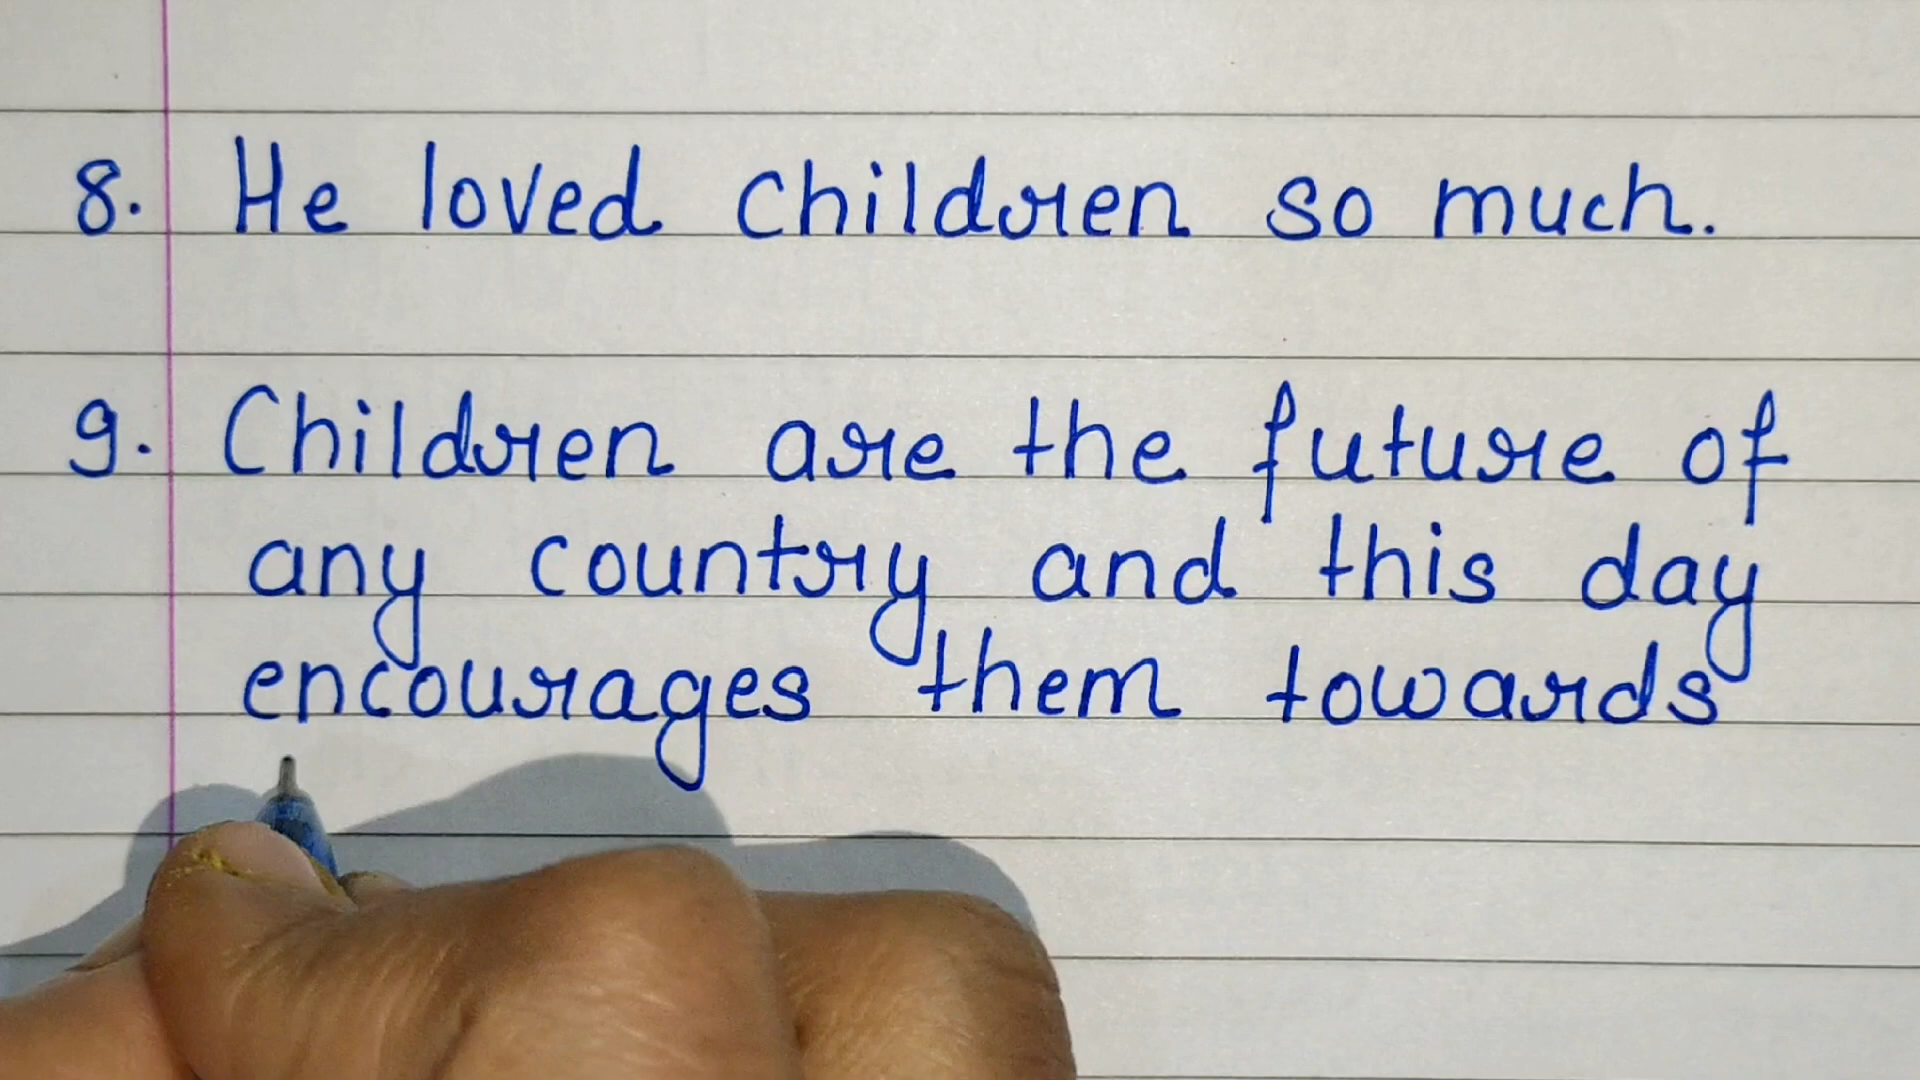 8. He loved children so much.
9. Children are the future of
any country and this day
encourages them towards